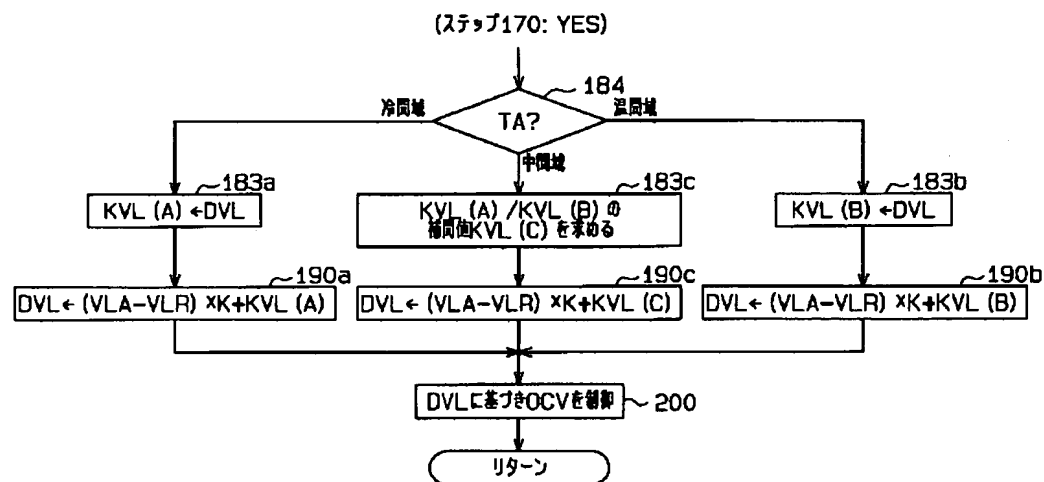 (ステップ170: YES)
184
冷間域
TA?
温間域
中間域
183a
KVL (A) ←DVL
183c
KVL (A) /KVL (B) の
補間値KVL (C) を求める
183b
KVL (B) ←DVL
190a
DVL← (VLA-VLR) *K+KVL (A)
190c
DVL← (VLA-VLR) *K+KVL (C)
190b
DVL← (VLA-VLR) *K+KVL (B)
DVLに基づきOCVを制御
200
リターン